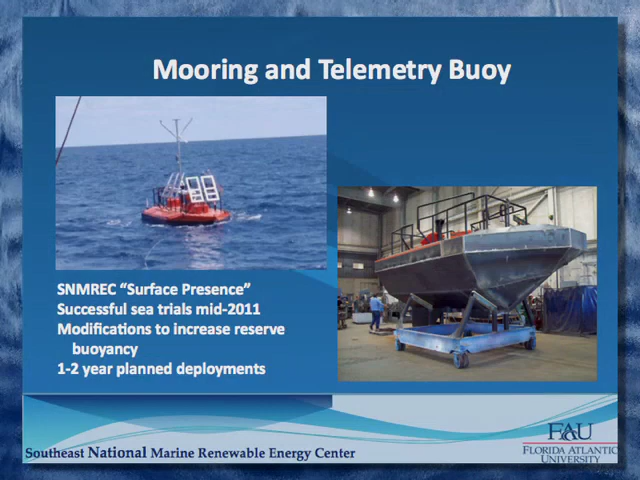 Mooring and Telemetry Buoy
SNMREC “Surface Presence”
Successful sea trials mid-2011
Modifications to increase reserve
buoyancy
1-2 year planned deployments
Southeast National Marine Renewable Energy Center
FAU
FLORIDA ATLANTIC
UNIVERSITY